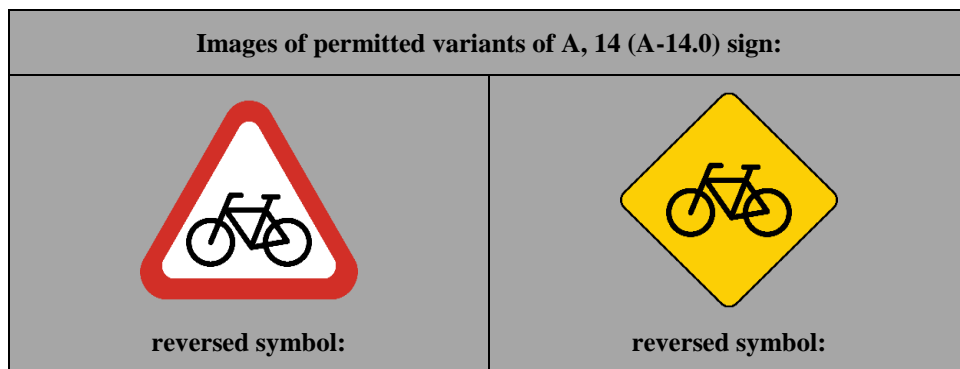 Images of permitted variants of A, 14 (A-14.0) sign:
reversed symbol:
reversed symbol: